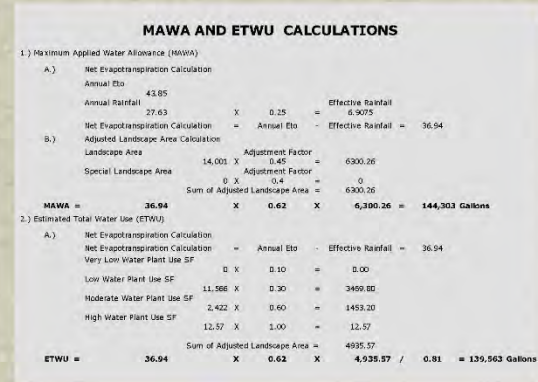 MAWA AND ETWU CALCULATIONS
1.) Maximum Applied Water Allowance (MAWA)
A.) Net Evapotranspiration Calculation
Annual Eto
43.85
Annual Rainfall Effective Rainfall
27.63 X 0.25 = 6.9075
Net Evapotranspiration Calculation = Annual Eto - Effective Rainfall = 36.94
B.) Adjusted Landscape Area Calculation
Landscape Area Adjustment Factor
14,001 X 0.45 = 6300.26
Special Landscape Area Adjustment Factor
0 X 0.4 = 0
Sum of Adjusted Landscape Area = 6300.26
MAWA = 36.94 X 0.62 X 6,300.26 = 144,303 Gallons
2.) Estimated Total Water Use (ETWU)
A.) Net Evapotranspiration Calculation
Net Evapotranspiration Calculation = Annual Eto - Effective Rainfall = 36.94
Very Low Water Plant Use SF
0 X 0.10 = 0.00
Low Water Plant Use SF
11,566 X 0.30 = 3469.80
Moderate Water Plant Use SF
2,422 X 0.60 = 1453.20
High Water Plant Use SF
12.57 X 1.00 = 12.57
Sum of Adjusted Landscape Area = 4935.57
ETWU = 36.94 X 0.62 X 4,935.57 / 0.81 = 139,563 Gallons